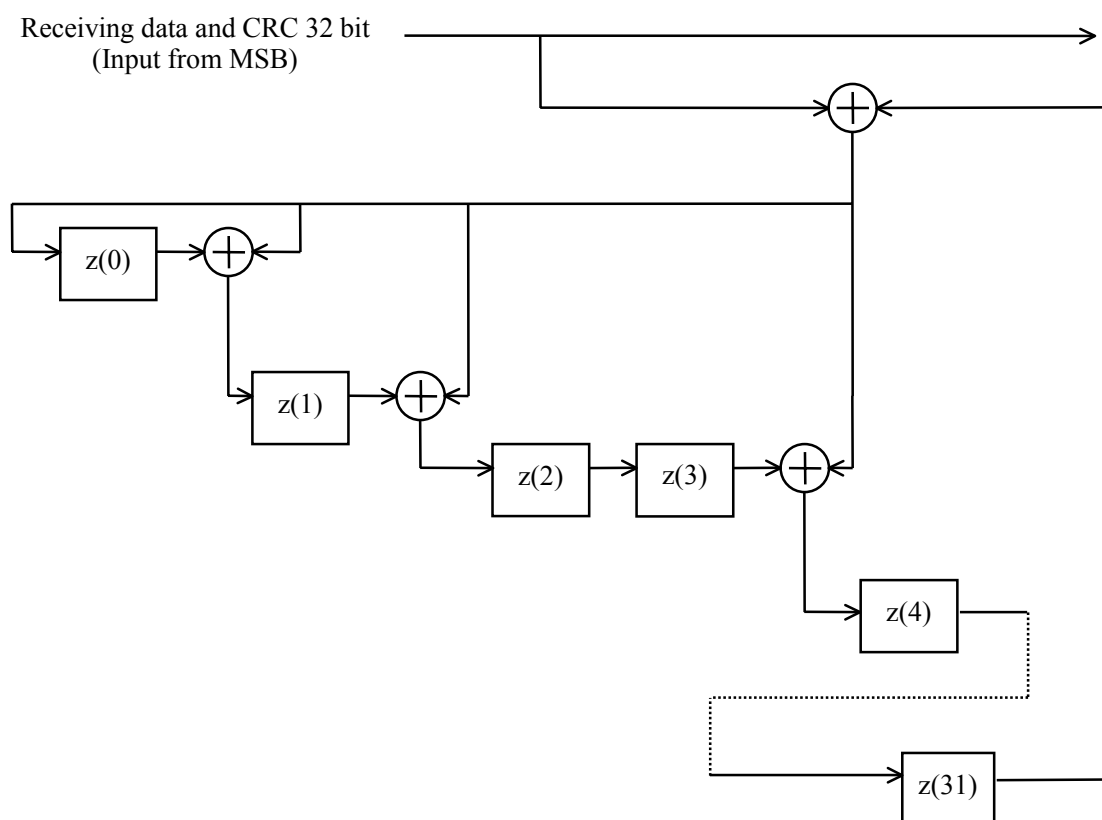 Receiving data and CRC 32 bit
(Input from MSB)
z(0)
z(1)
z(2)
z(3)
z(4)
z(31)